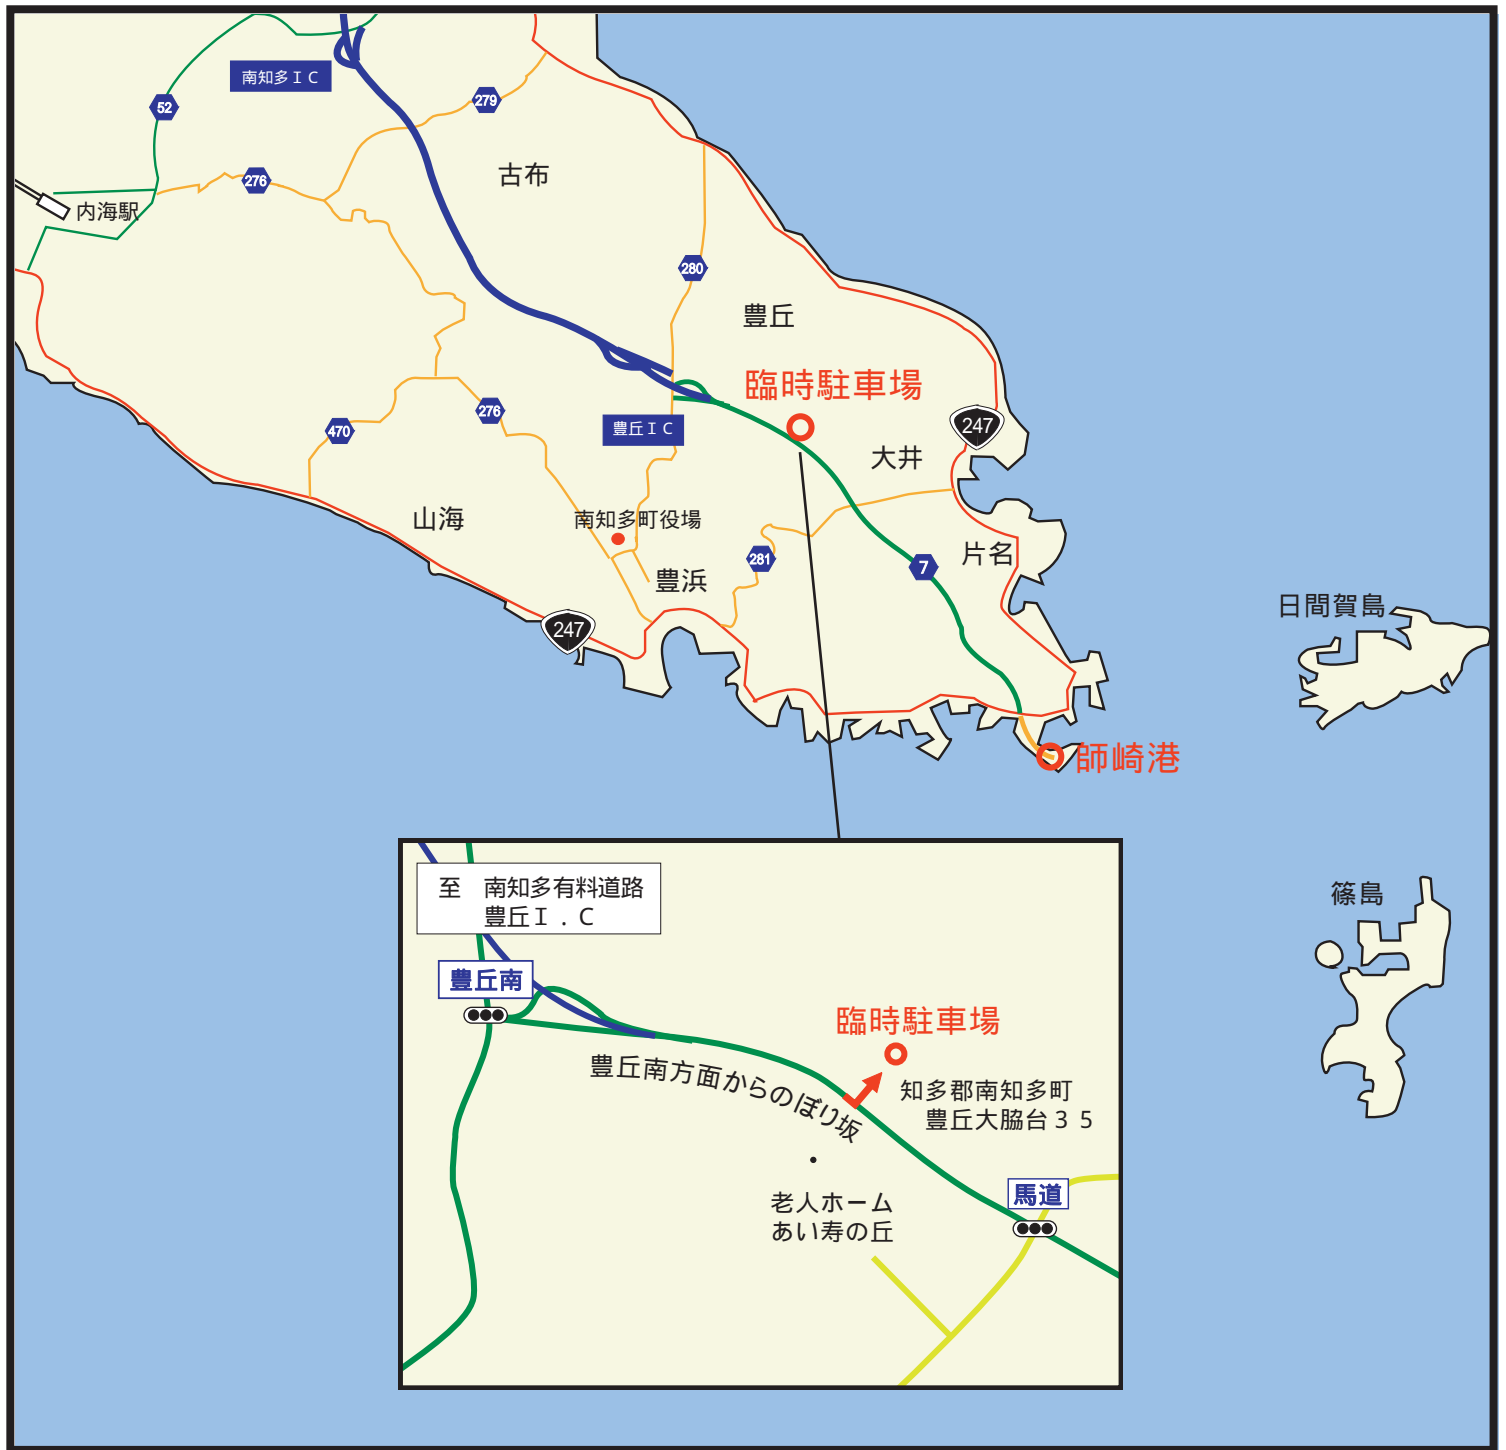 南知多ＩＣ
52
279
古布
276
内海駅
280
豊丘
臨時駐車場
247
豊丘ＩＣ
276
470
大井
山海
南知多町役場
片名
281
7
豊浜
日間賀島
247
師崎港
篠島
至　南知多有料道路
豊丘Ｉ．Ｃ
豊丘南
臨時駐車場
豊丘南方面からのぼり坂
知多郡南知多町
豊丘大脇台３５
馬道
老人ホーム
あい寿の丘